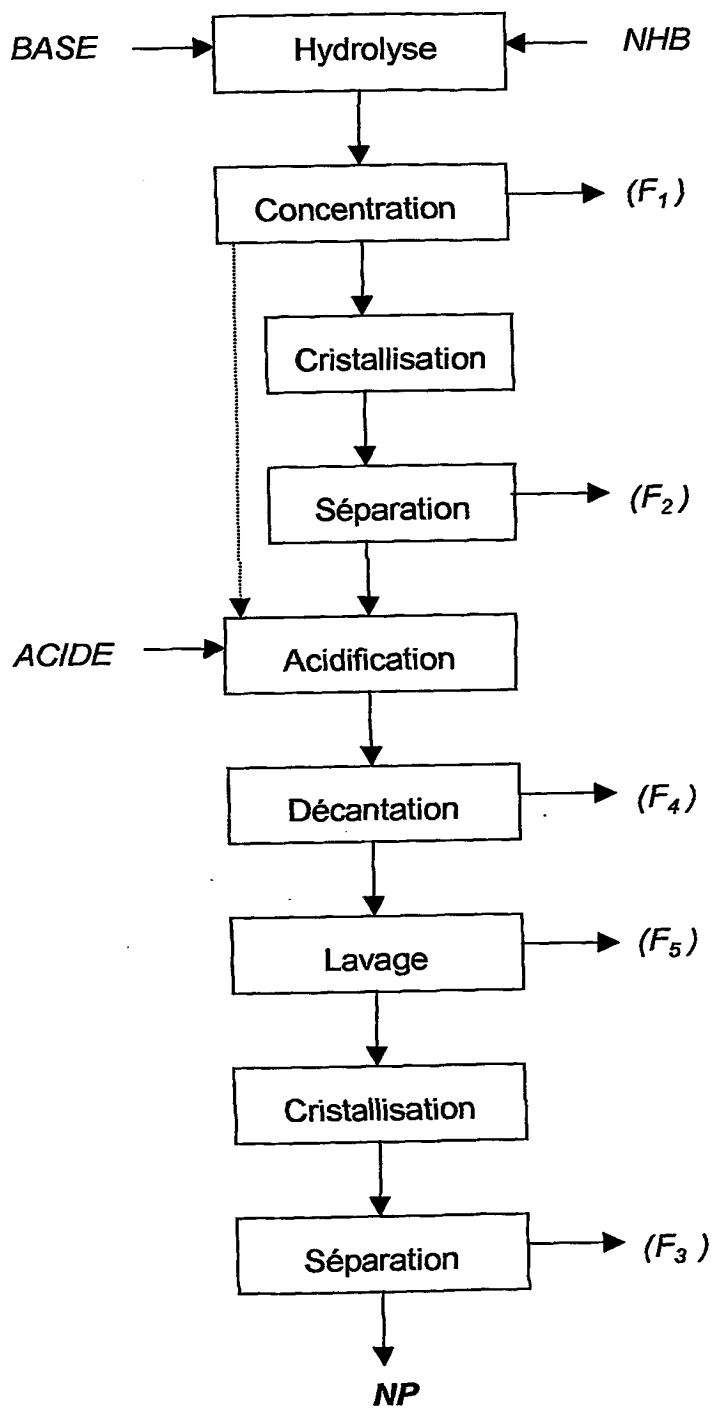 BASE Hydrolyse NHB
Concentration (F1)
Cristallisation
Séparation (F2)
ACIDE Acidification
Décantation (F4)
Lavage (F5)
Cristallisation
Séparation (F3)
NP